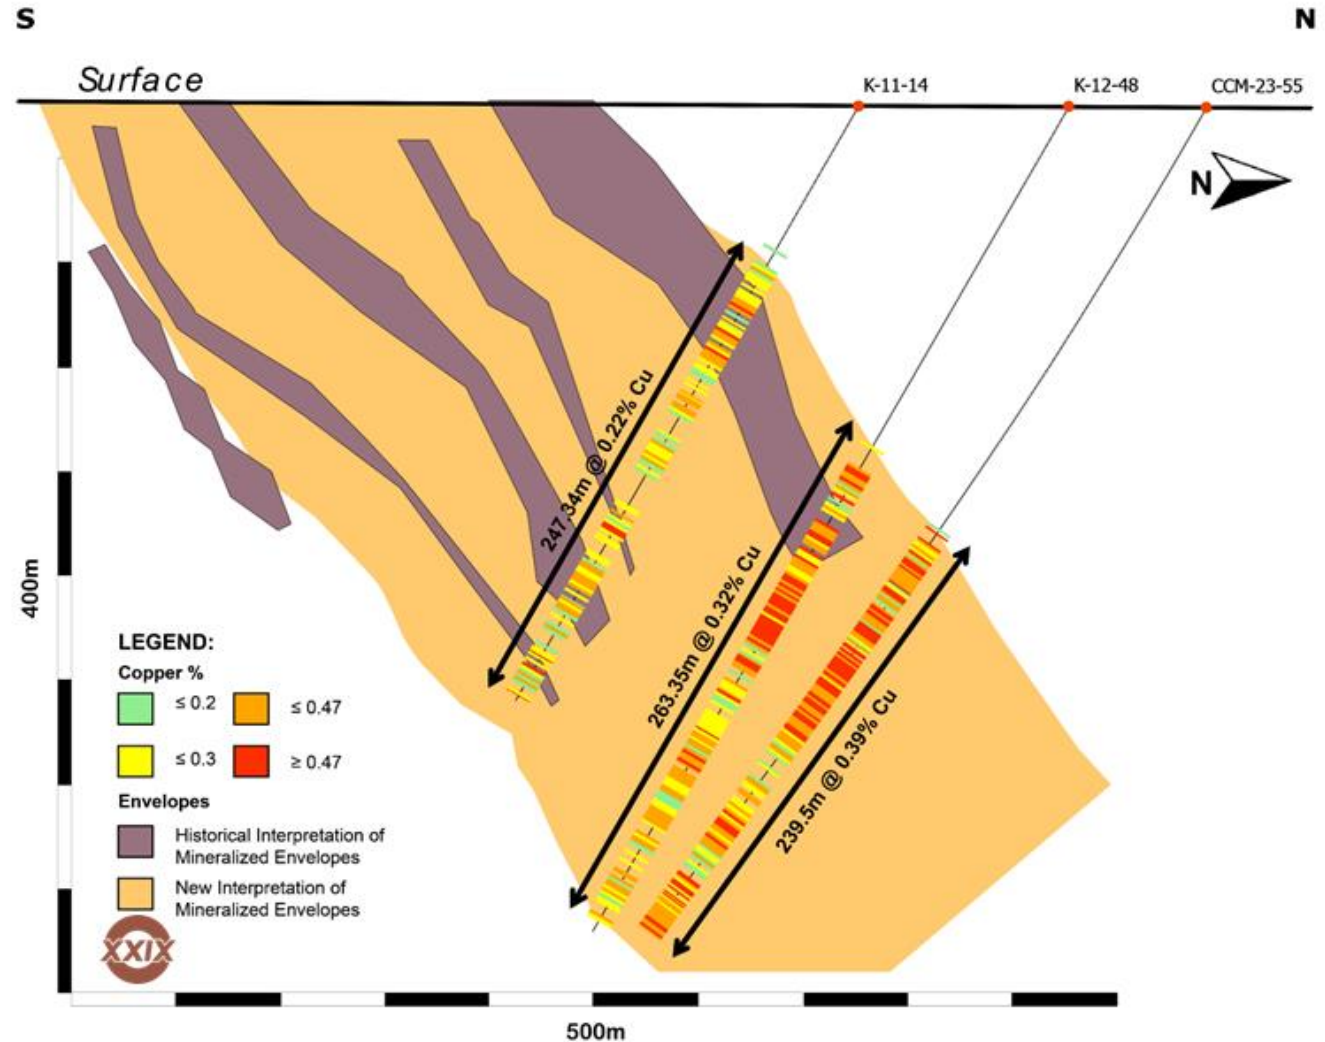 S
N
Surface
K-11-14
K-12-48
CCM-23-55
N
247.34m @ 0.22% Cu
263.35m @ 0.32% Cu
239.5m @ 0.39% Cu
400m
LEGEND:
Copper %
≤ 0.2
≤ 0.47
≤ 0.3
≥ 0.47
Envelopes
Historical Interpretation of
Mineralized Envelopes
New Interpretation of
Mineralized Envelopes
XXIX
500m